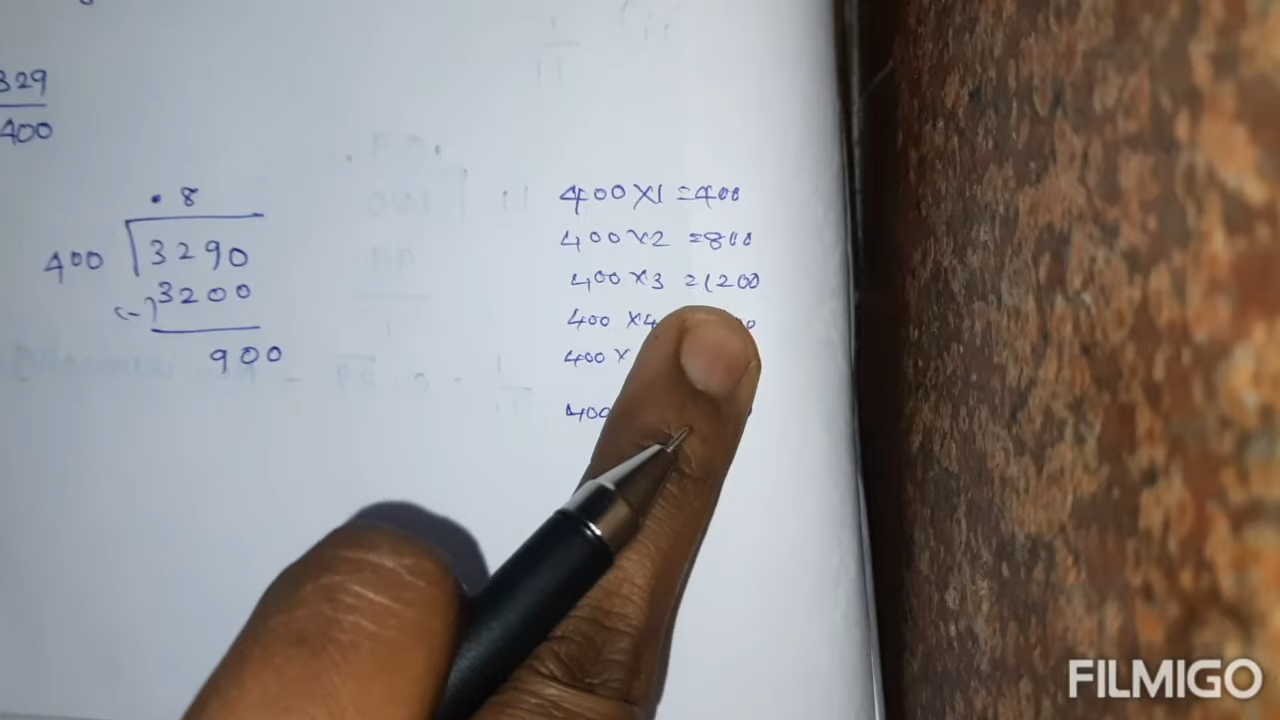 329
400
. 8
400 3290
(-) 3200
900
400 × 1 = 400
400 × 2 = 800
400 × 3 = 1200
400 × 4
400 ×
400
FILMIGO